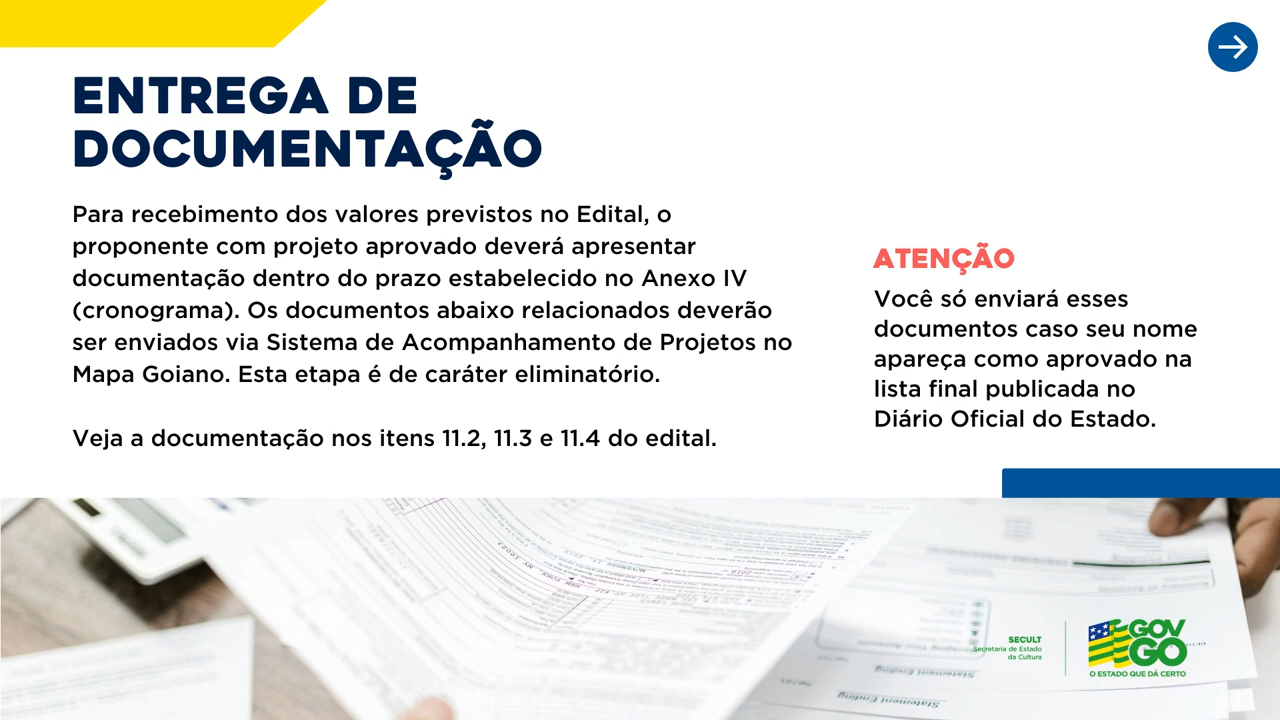 ENTREGA DE
DOCUMENTAÇÃO
Para recebimento dos valores previstos no Edital, o
proponente com projeto aprovado deverá apresentar
documentação dentro do prazo estabelecido no Anexo IV
(cronograma). Os documentos abaixo relacionados deverão
ser enviados via Sistema de Acompanhamento de Projetos no
Mapa Goiano. Esta etapa é de caráter eliminatório.
Veja a documentação nos itens 11.2, 11.3 e 11.4 do edital.
ATENÇÃO
Você só enviará esses
documentos caso seu nome
apareça como aprovado na
lista final publicada no
Diário Oficial do Estado.
SECULT
Secretaria de Estado
da Cultura
GOV
GO
O ESTADO QUE DÁ CERTO
Statement Ending
Statement Ending